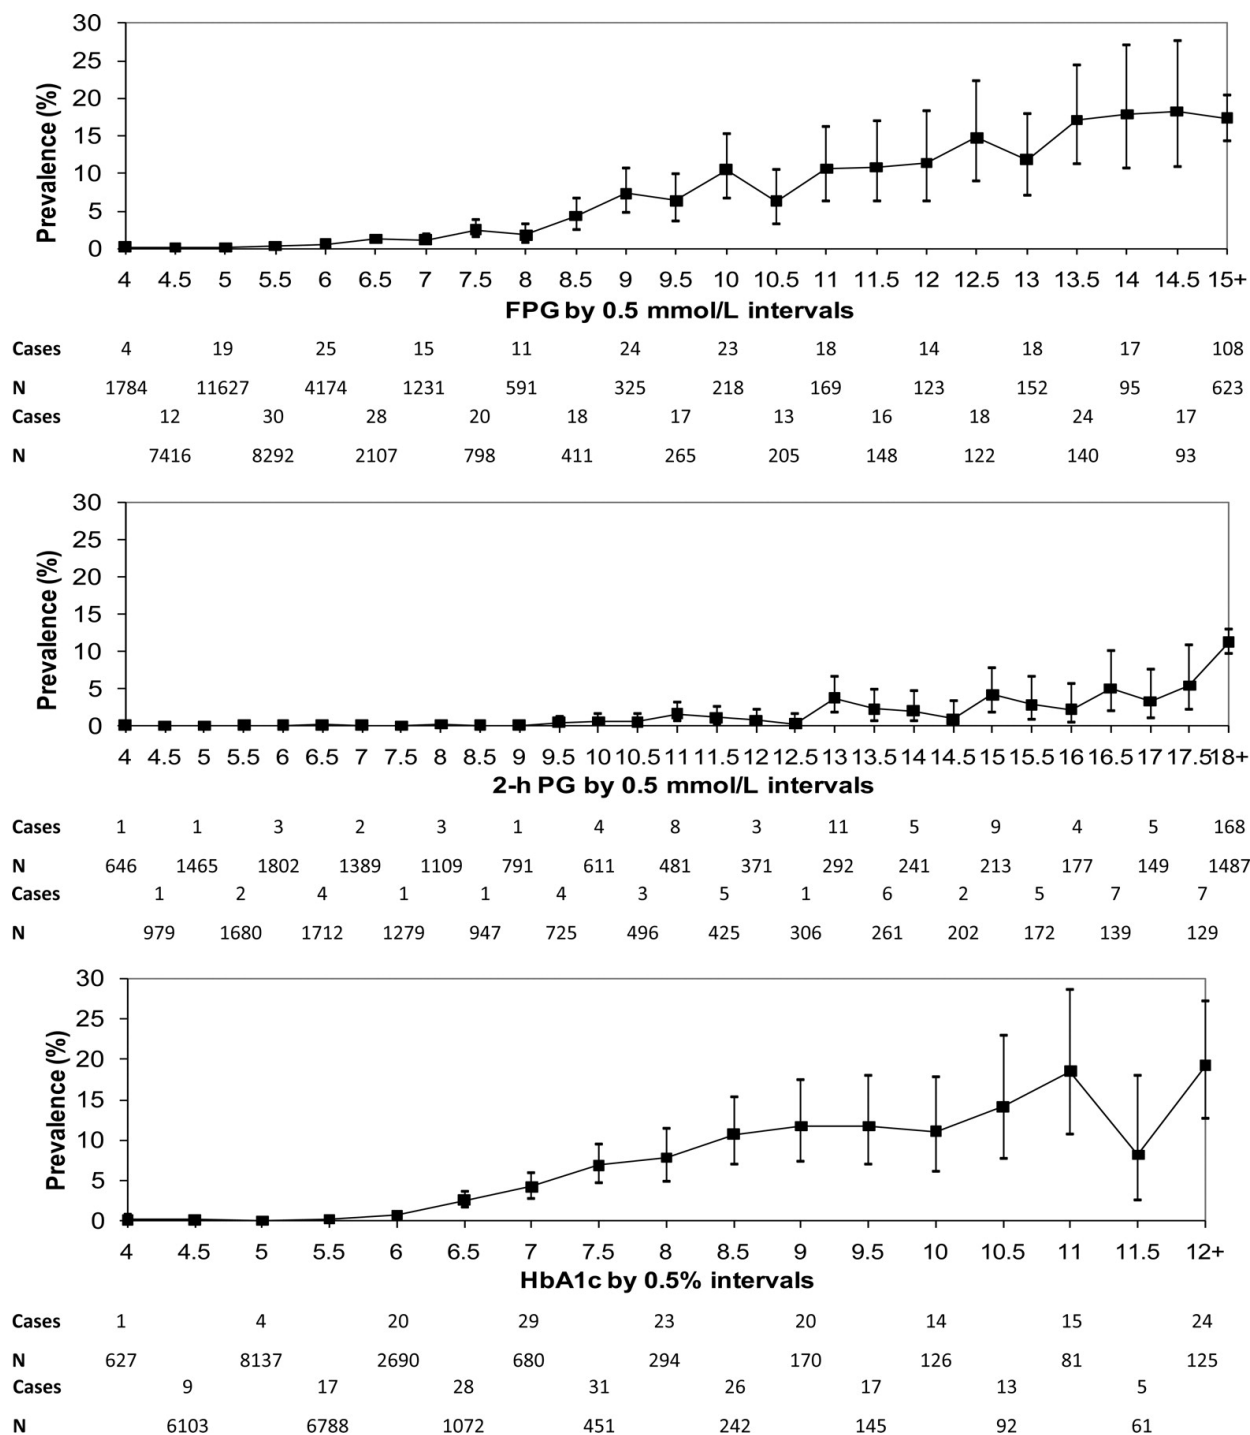 30
25
20
15
10
5
0
Prevalence (%)
4 4.5 5 5.5 6 6.5 7 7.5 8 8.5 9 9.5 10 10.5 11 11.5 12 12.5 13 13.5 14 14.5 15+
FPG by 0.5 mmol/L intervals
Cases 4 19 25 15 11 24 23 18 14 18 17 108
N 1784 11627 4174 1231 591 325 218 169 123 152 95 623
Cases 12 30 28 20 18 17 13 16 18 24 17
N 7416 8292 2107 798 411 265 205 148 122 140 93
30
25
20
15
10
5
0
Prevalence (%)
4 4.5 5 5.5 6 6.5 7 7.5 8 8.5 9 9.5 10 10.5 11 11.5 12 12.5 13 13.5 14 14.5 15 15.5 16 16.5 17 17.5 18+
2-h PG by 0.5 mmol/L intervals
Cases 1 1 3 2 3 1 4 8 3 11 5 9 4 5 168
N 646 1465 1802 1389 1109 791 611 481 371 292 241 213 177 149 1487
Cases 1 2 4 1 1 4 3 5 1 6 2 5 7 7
N 979 1680 1712 1279 947 725 496 425 306 261 202 172 139 129
30
25
20
15
10
5
0
Prevalence (%)
4 4.5 5 5.5 6 6.5 7 7.5 8 8.5 9 9.5 10 10.5 11 11.5 12+
HbA1c by 0.5% intervals
Cases 1 4 20 29 23 20 14 15 24
N 627 8137 2690 680 294 170 126 81 125
Cases 9 17 28 31 26 17 13 5
N 6103 6788 1072 451 242 145 92 61